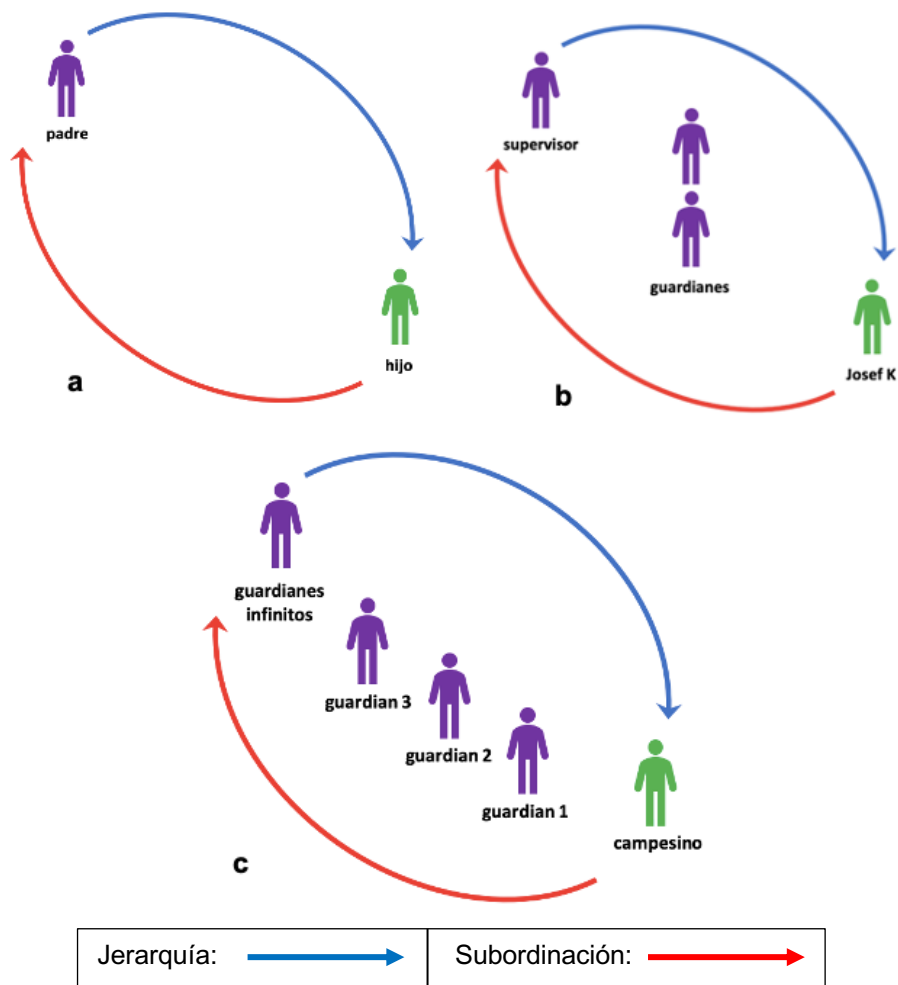 padre
hijo
a
supervisor
guardianes
Josef K
b
guardianes
infinitos
guardian 3
guardian 2
guardian 1
campesino
c
Jerarquía:
Subordinación: